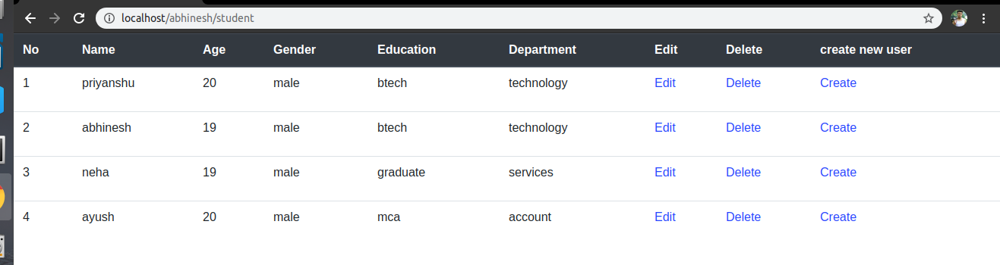 localhost/abhinesh/student
No Name Age Gender Education Department Edit Delete create new user
1 priyanshu 20 male btech technology Edit Delete Create
2 abhinesh 19 male btech technology Edit Delete Create
3 neha 19 male graduate services Edit Delete Create
4 ayush 20 male mca account Edit Delete Create